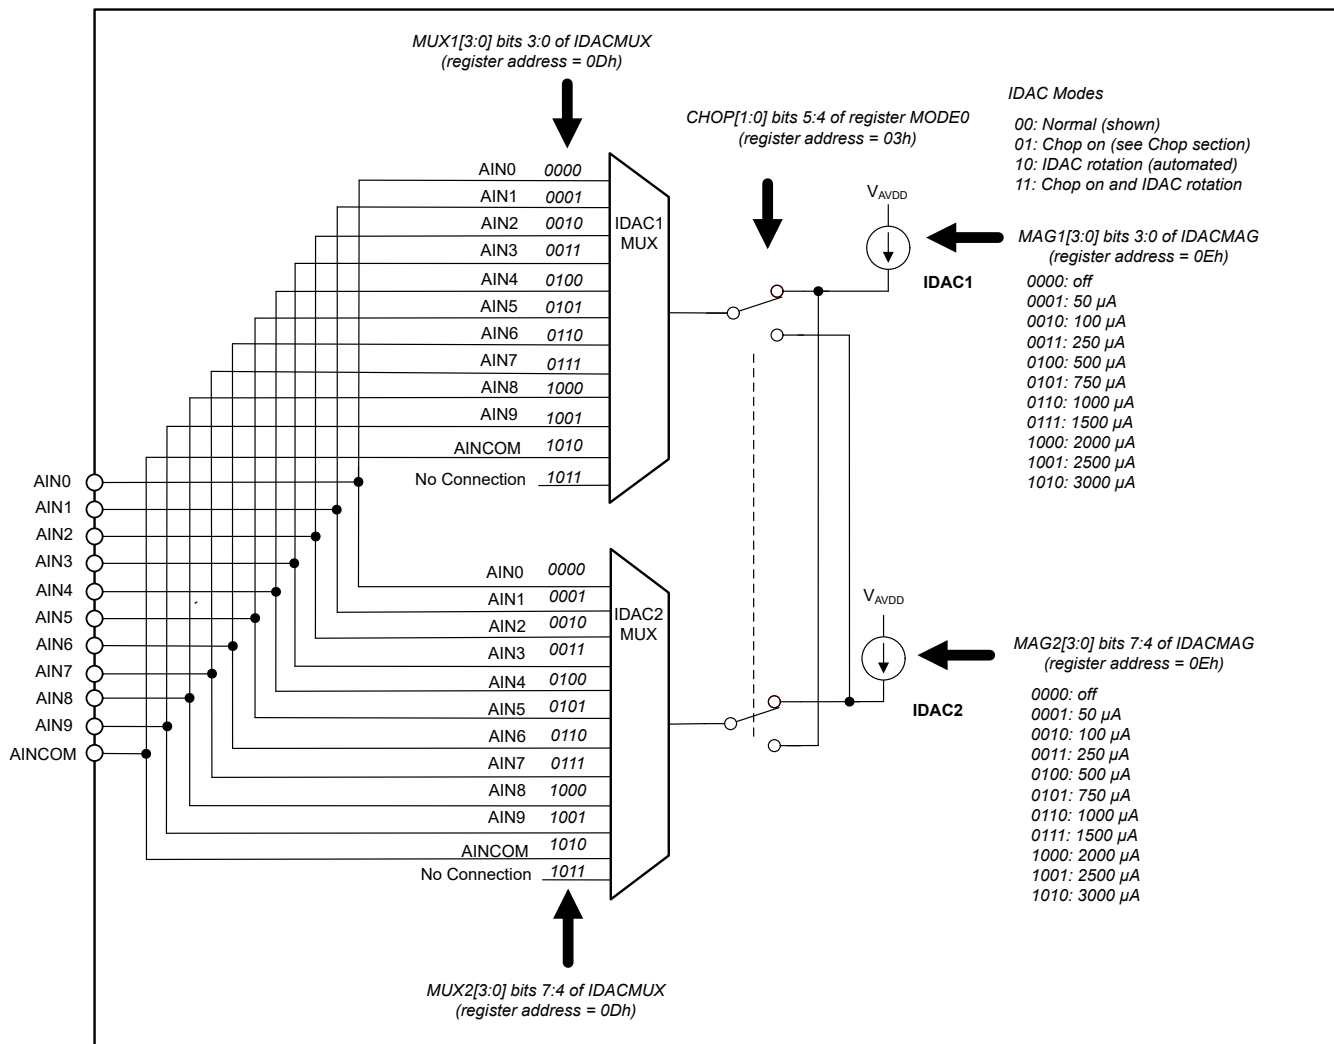 MUX1[3:0] bits 3:0 of IDACMUX
(register address = 0Dh)
CHOP[1:0] bits 5:4 of register MODE0
(register address = 03h)
IDAC Modes
00: Normal (shown)
01: Chop on (see Chop section)
10: IDAC rotation (automated)
11: Chop on and IDAC rotation
AIN0 0000
AIN1 0001
AIN2 0010
AIN3 0011
AIN4 0100
AIN5 0101
AIN6 0110
AIN7 0111
AIN8 1000
AIN9 1001
AINCOM 1010
No Connection 1011
IDAC1
MUX
VAVDD
IDAC1
MAG1[3:0] bits 3:0 of IDACMAG
(register address = 0Eh)
0000: off
0001: 50 µA
0010: 100 µA
0011: 250 µA
0100: 500 µA
0101: 750 µA
0110: 1000 µA
0111: 1500 µA
1000: 2000 µA
1001: 2500 µA
1010: 3000 µA
AIN0
AIN1
AIN2
AIN3
AIN4
AIN5
AIN6
AIN7
AIN8
AIN9
AINCOM
AIN0 0000
AIN1 0001
AIN2 0010
AIN3 0011
AIN4 0100
AIN5 0101
AIN6 0110
AIN7 0111
AIN8 1000
AIN9 1001
AINCOM 1010
No Connection 1011
IDAC2
MUX
VAVDD
IDAC2
MAG2[3:0] bits 7:4 of IDACMAG
(register address = 0Eh)
0000: off
0001: 50 µA
0010: 100 µA
0011: 250 µA
0100: 500 µA
0101: 750 µA
0110: 1000 µA
0111: 1500 µA
1000: 2000 µA
1001: 2500 µA
1010: 3000 µA
MUX2[3:0] bits 7:4 of IDACMUX
(register address = 0Dh)